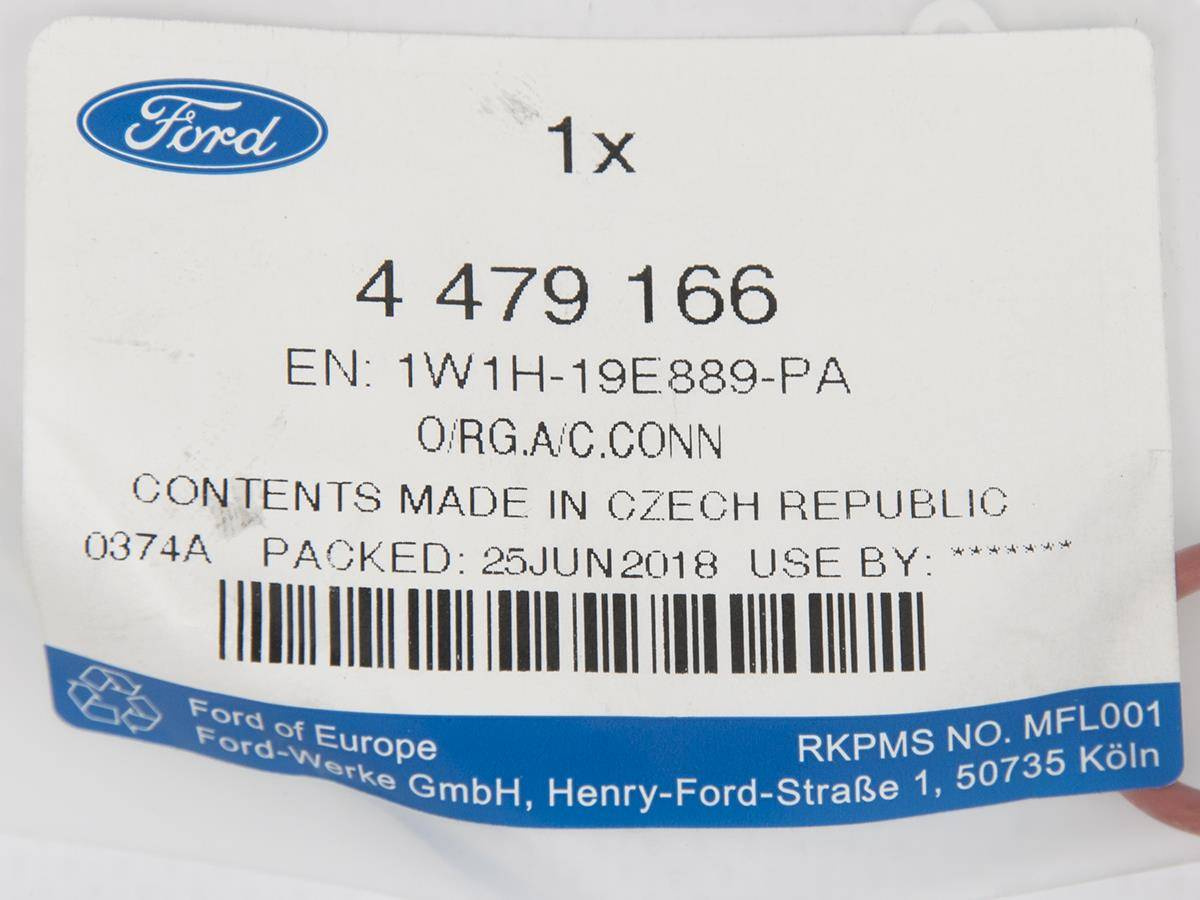 Ford
1x
4 479 166
EN: 1W1H-19E889-PA
O/RG.A/C.CONN
CONTENTS MADE IN CZECH REPUBLIC
0374A PACKED: 25JUN2018 USE BY: *******
Ford of Europe
RKPMS NO. MFL001
Ford-Werke GmbH, Henry-Ford-Straße 1, 50735 Köln